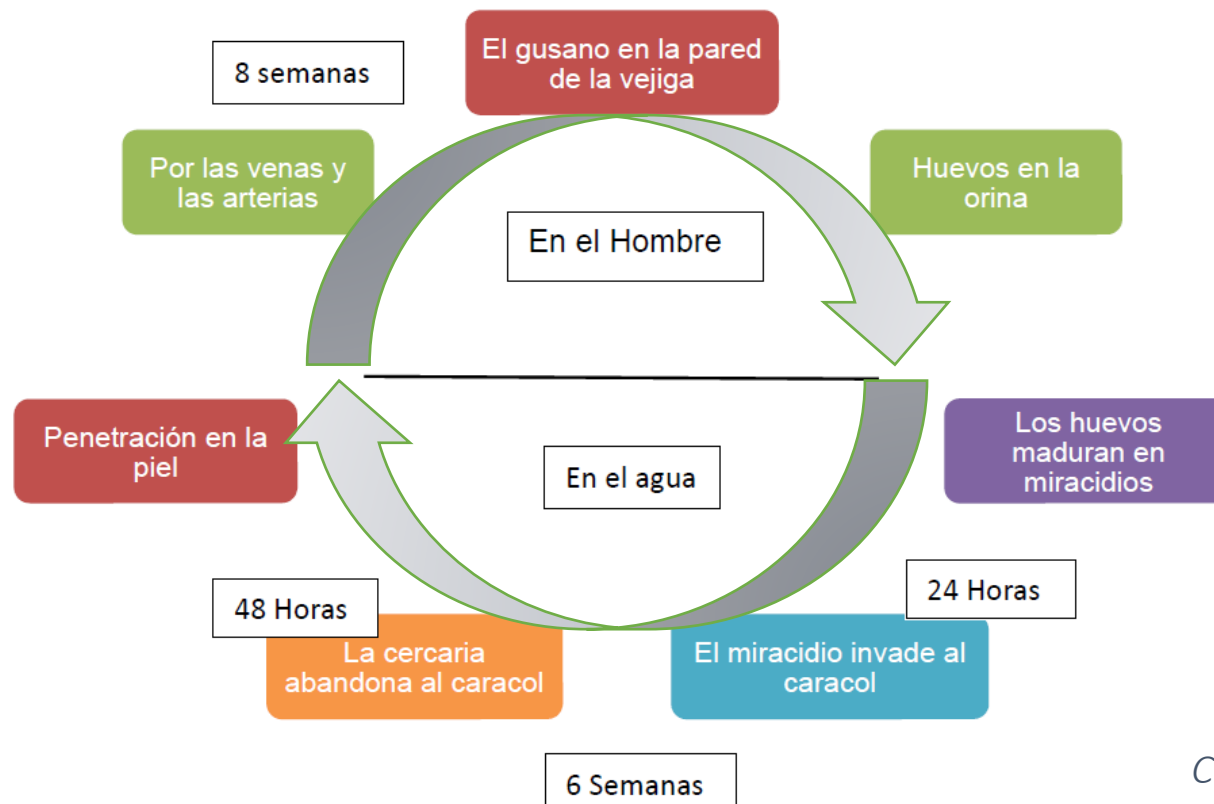 El gusano en la pared
de la vejiga
8 semanas
Por las venas y
las arterias
Huevos en la
orina
En el Hombre
Penetración en la
piel
Los huevos
maduran en
miracidios
En el agua
48 Horas
24 Horas
La cercaria
abandona al caracol
El miracidio invade al
caracol
6 Semanas
C